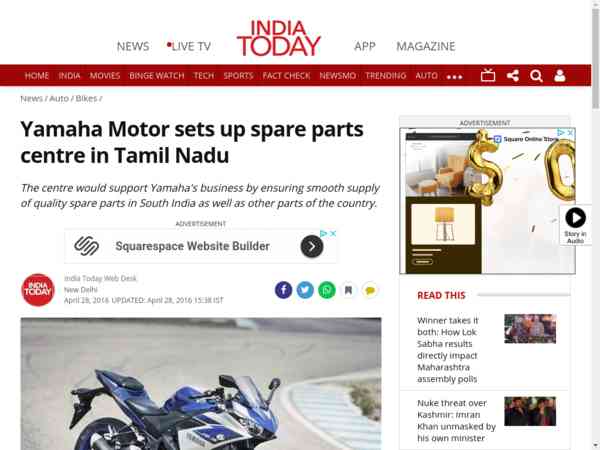 NEWS
LIVE TV
INDIA
TODAY
APP
MAGAZINE
HOME INDIA MOVIES BINGE WATCH TECH SPORTS FACT CHECK NEWSMO TRENDING AUTO
News / Auto / Bikes /
Yamaha Motor sets up spare parts
centre in Tamil Nadu
The centre would support Yamaha's business by ensuring smooth supply
of quality spare parts in South India as well as other parts of the country.
ADVERTISEMENT
Squarespace Website Builder
INDIA
TODAY
India Today Web Desk
New Delhi
April 28, 2016 UPDATED: April 28, 2016 15:38 IST
YAMAHA
ADVERTISEMENT
Square Online Store
Story in
Audio
READ THIS
Winner takes it
both: How Lok
Sabha results
directly impact
Maharashtra
assembly polls
Nuke threat over
Kashmir: Imran
Khan unmasked by
his own minister